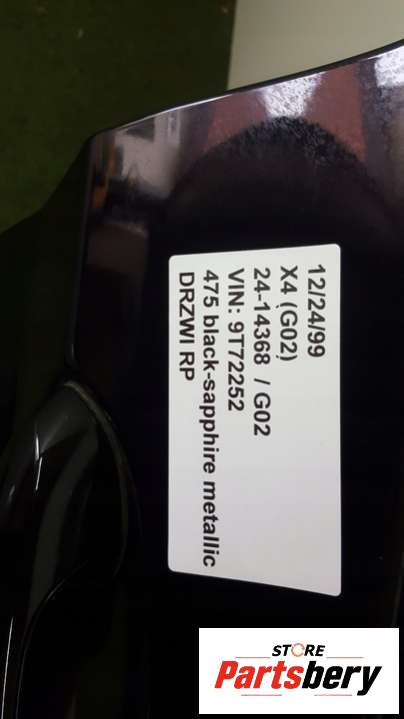 12/24/99
X4 (G02)
24-14368 / G02
VIN: 9T72252
475 black-sapphire metallic
DRZWI RP
STORE
Partsbery